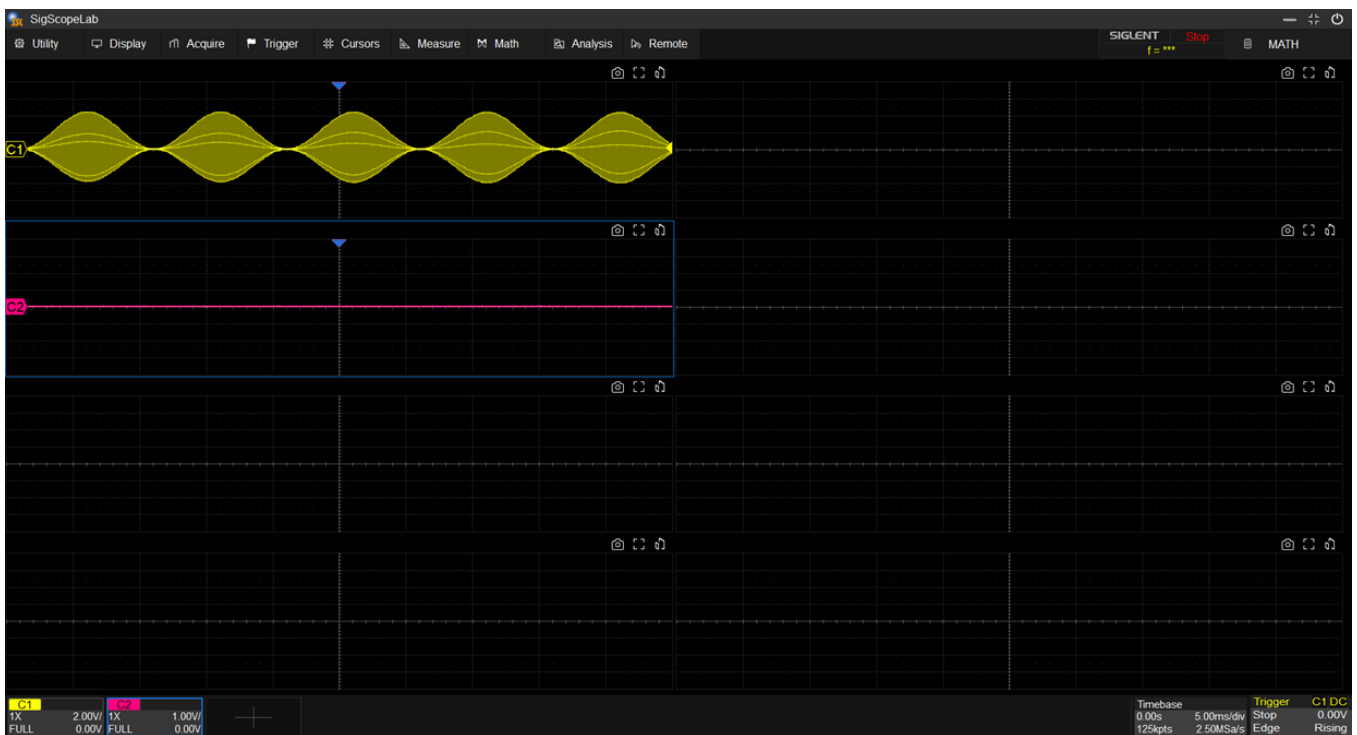 SigScopeLab
Utility Display Acquire Trigger Cursors Measure Math Analysis Remote
SIGLENT Stop
f = ***
MATH
C1
C2
C1
1X 2.00V/
FULL 0.00V
C2
1X 1.00V/
FULL 0.00V
Timebase
0.00s 5.00ms/div
125kpts 2.50MSa/s
Trigger C1 DC
Stop 0.00V
Edge Rising